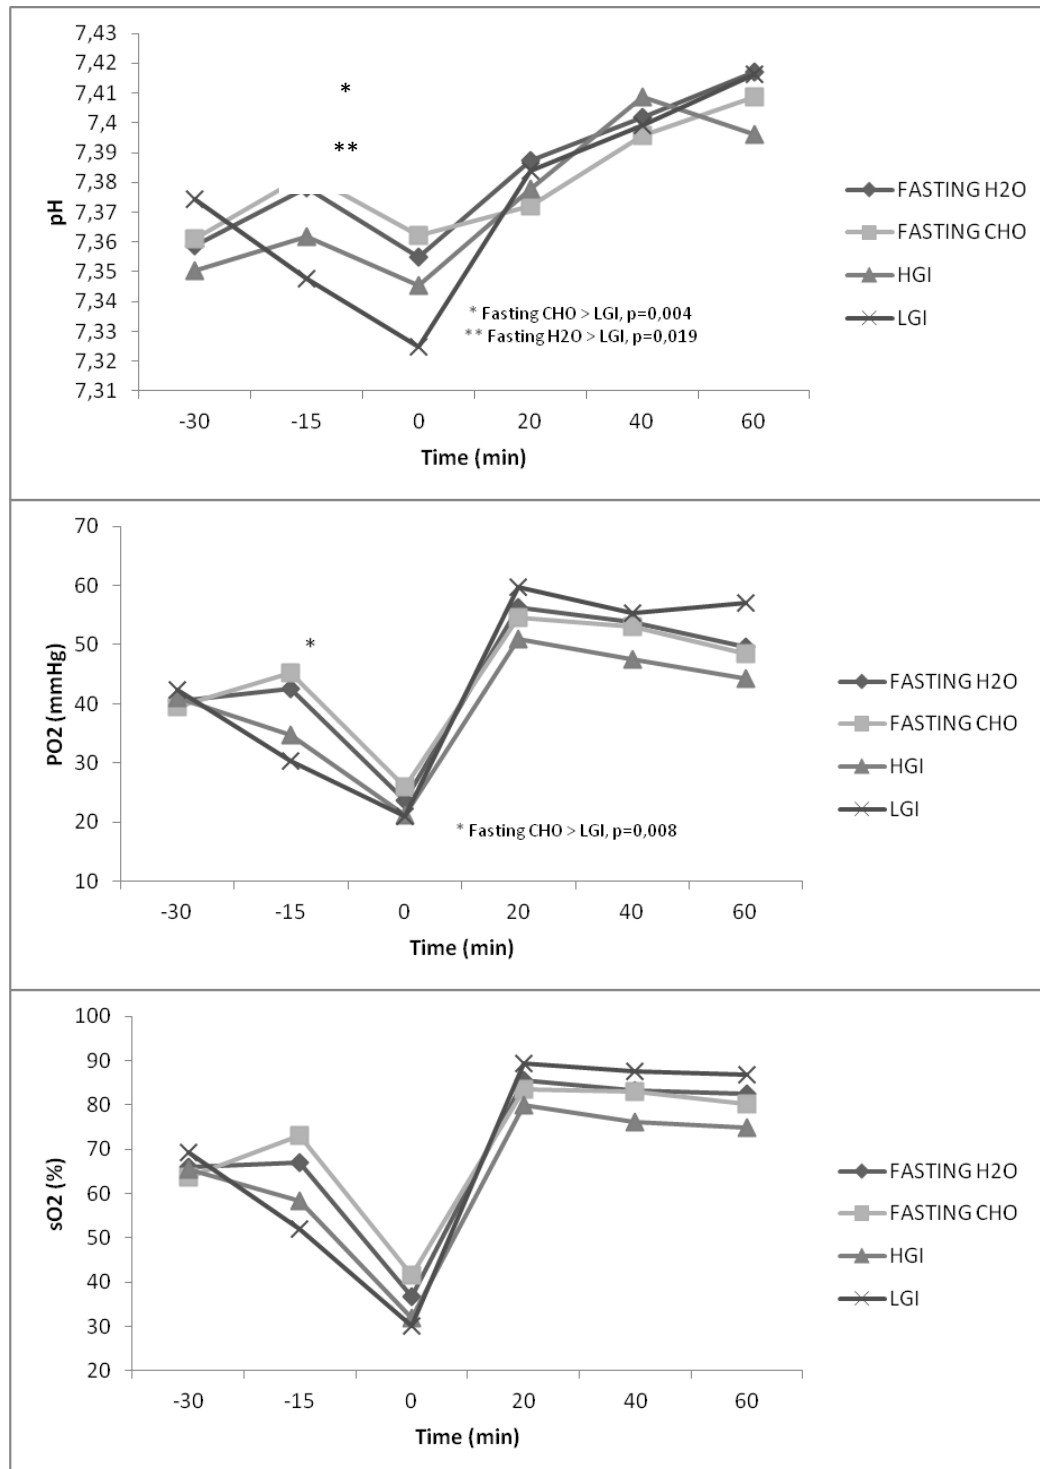 7,43
7,42
7,41
7,4
7,39
7,38
7,37
7,36
7,35
7,34
7,33
7,32
7,31
pH
*
**
* Fasting CHO > LGI, p=0,004
** Fasting H2O > LGI, p=0,019
-30 -15 0 20 40 60
Time (min)
FASTING H2O
FASTING CHO
HGI
LGI
70
60
50
40
30
20
10
PO2 (mmHg)
*
* Fasting CHO > LGI, p=0,008
-30 -15 0 20 40 60
Time (min)
FASTING H2O
FASTING CHO
HGI
LGI
100
90
80
70
60
50
40
30
20
sO2 (%)
-30 -15 0 20 40 60
Time (min)
FASTING H2O
FASTING CHO
HGI
LGI